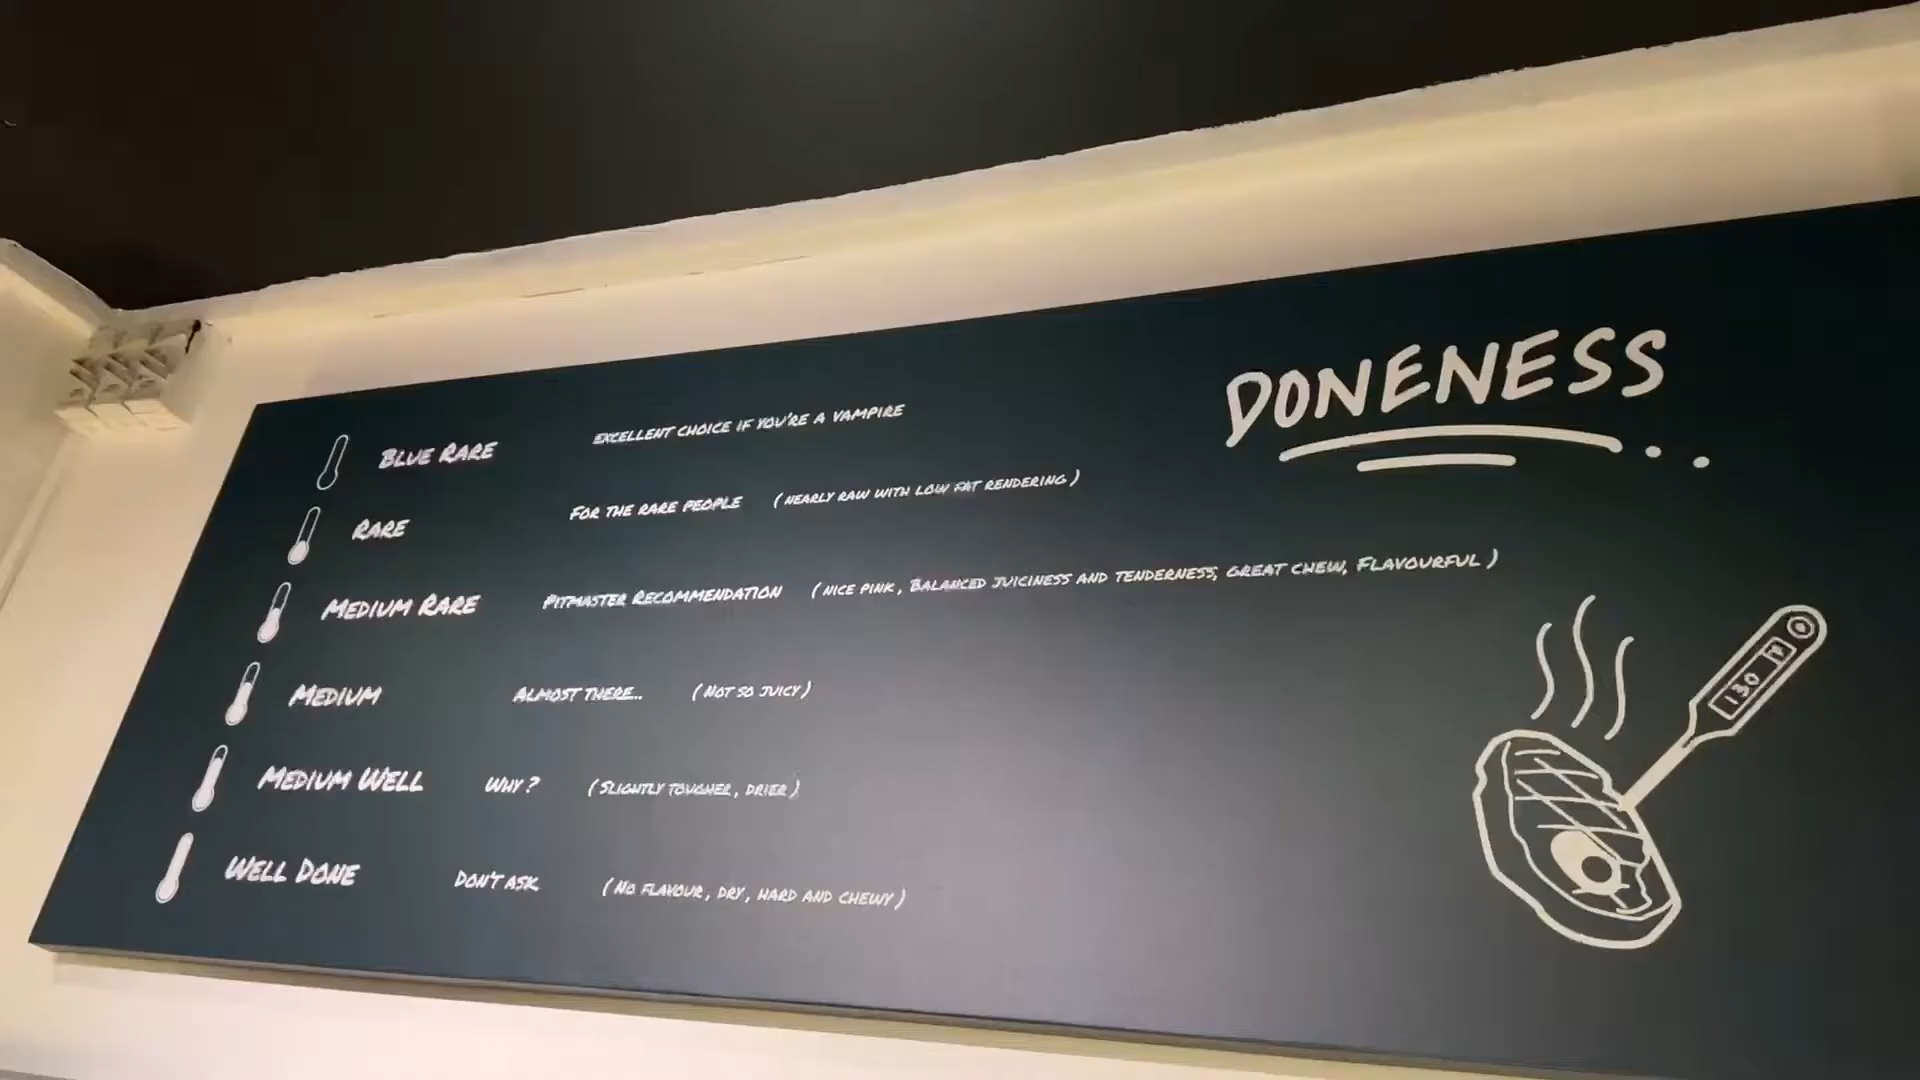 DONENESS...
BLUE RARE EXCELLENT CHOICE IF YOU'RE A VAMPIRE
RARE FOR THE RARE PEOPLE (NEARLY RAW WITH LOW FAT RENDERING)
MEDIUM RARE PITMASTER RECOMMENDATION (NICE PINK, BALANCED JUICINESS AND TENDERNESS, GREAT CHEW, FLAVOURFUL)
MEDIUM ALMOST THERE.. (NOT SO JUICY)
MEDIUM WELL WHY? (SLIGHTLY TOUGHER, DRIER)
WELL DONE DON'T ASK (NO FLAVOUR, DRY, HARD AND CHEWY)
130